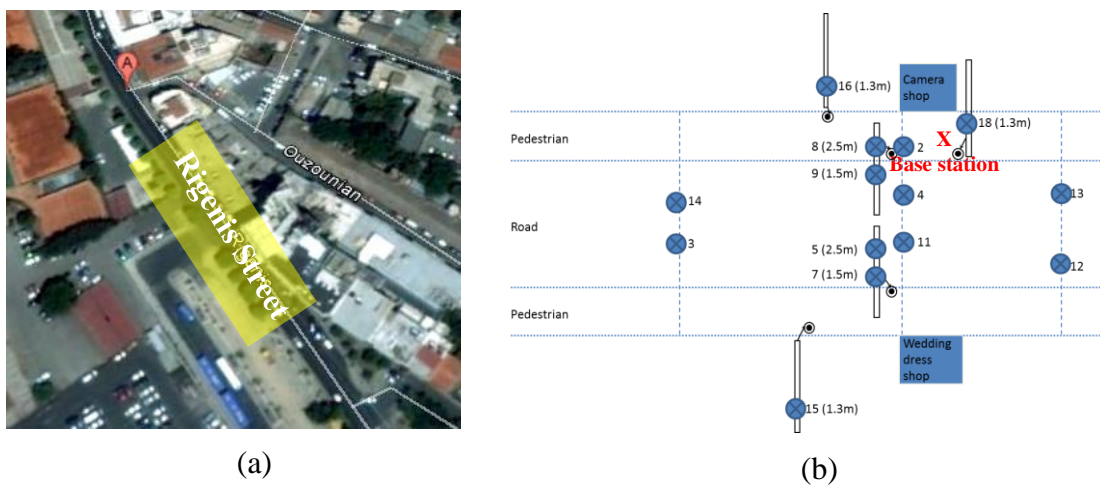 A
Ouzounian
Rigenis Street
(a)
16 (1.3m)
Camera
shop
18 (1.3m)
Pedestrian
8 (2.5m)
2
X
Base station
9 (1.5m)
14
4
13
Road
3
5 (2.5m)
11
12
7 (1.5m)
Pedestrian
Wedding
dress
shop
15 (1.3m)
(b)